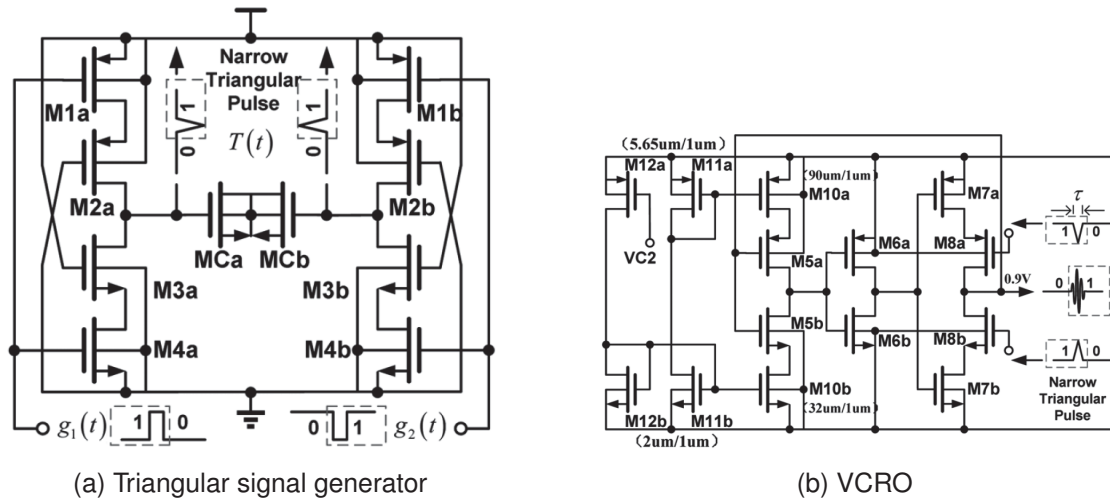 Narrow
Triangular
Pulse
T(t)
M1a
M1b
1
0
1
0
M2a
M2b
MCa
MCb
M3a
M3b
M4a
M4b
g1(t)
1
0
0
1
g2(t)
(a) Triangular signal generator
(5.65um/1um)
M12a
M11a
(90um/1um)
M10a
M7a
τ
1
0
VC2
M5a
M6a
M8a
0.9V
0
1
M5b
M6b
M8b
1
0
M12b
M11b
M10b
M7b
Narrow
Triangular
Pulse
(32um/1um)
(2um/1um)
(b) VCRO